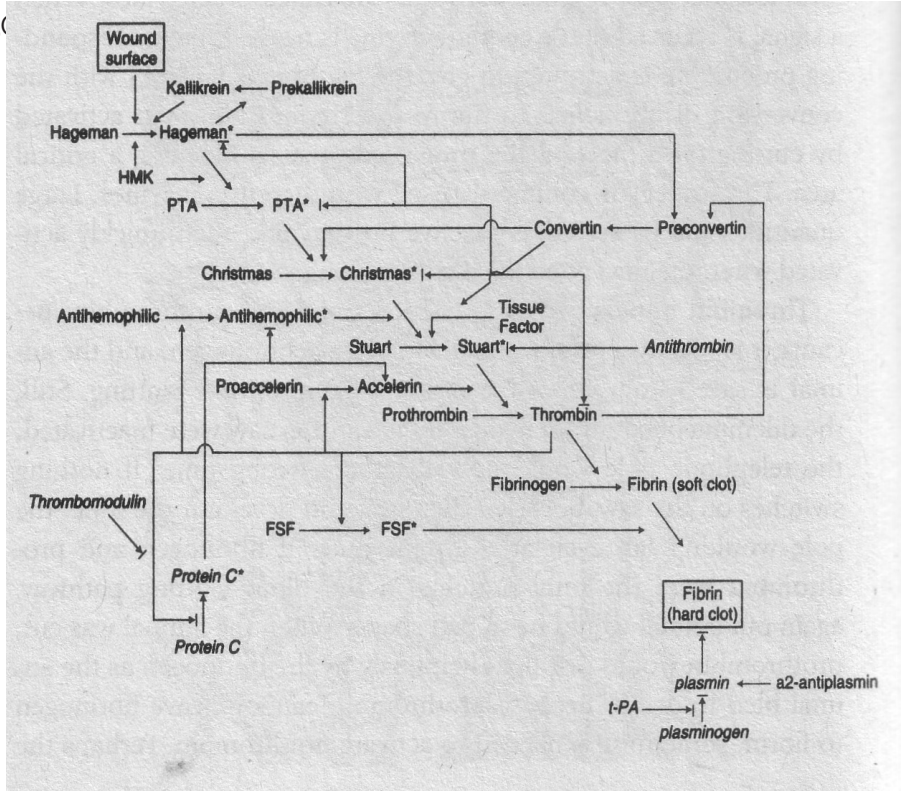 (
Wound
surface
Kallikrein
Prekallikrein
Hageman
Hageman*
HMK
PTA
PTA*
Convertin
Preconvertin
Christmas
Christmas*
Antihemophilic
Antihemophilic*
Tissue
Factor
Stuart
Stuart*
Antithrombin
Proaccelerin
Accelerin
Prothrombin
Thrombin
Fibrinogen
Fibrin (soft clot)
Thrombomodulin
FSF
FSF*
Protein C*
Protein C
Fibrin
(hard clot)
plasmin
a2-antiplasmin
t-PA
plasminogen